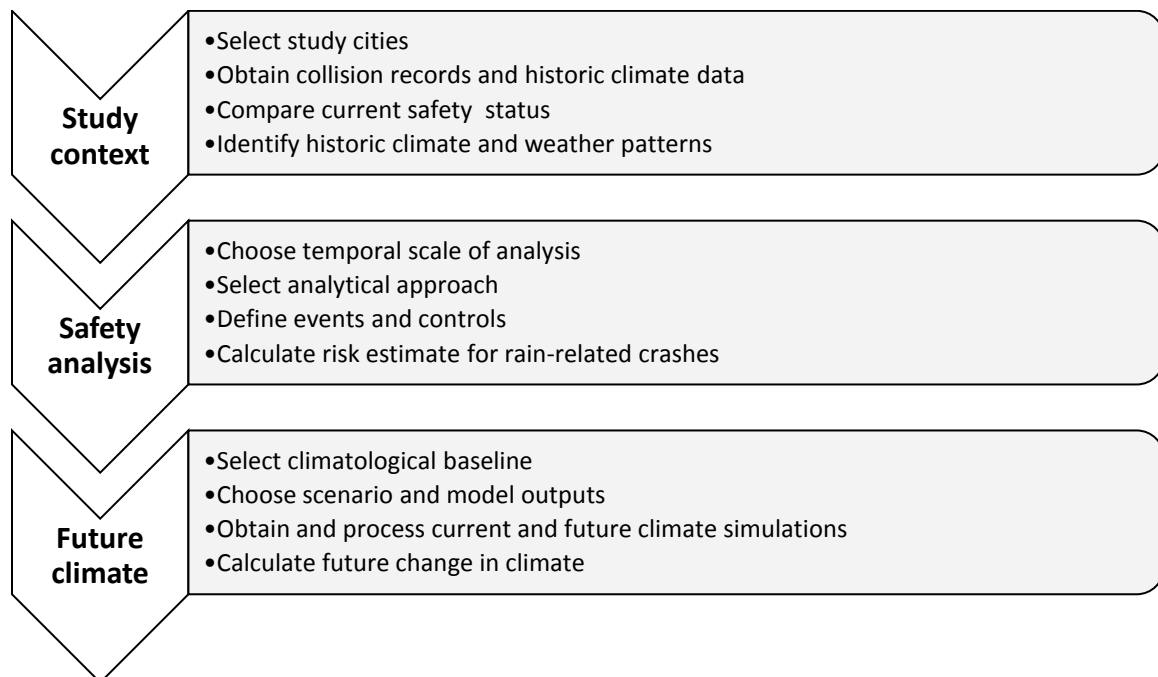 Study
context
•Select study cities
•Obtain collision records and historic climate data
•Compare current safety  status
•Identify historic climate and weather patterns
Safety
analysis
•Choose temporal scale of analysis
•Select analytical approach
•Define events and controls
•Calculate risk estimate for rain-related crashes
Future
climate
•Select climatological baseline
•Choose scenario and model outputs
•Obtain and process current and future climate simulations
•Calculate future change in climate